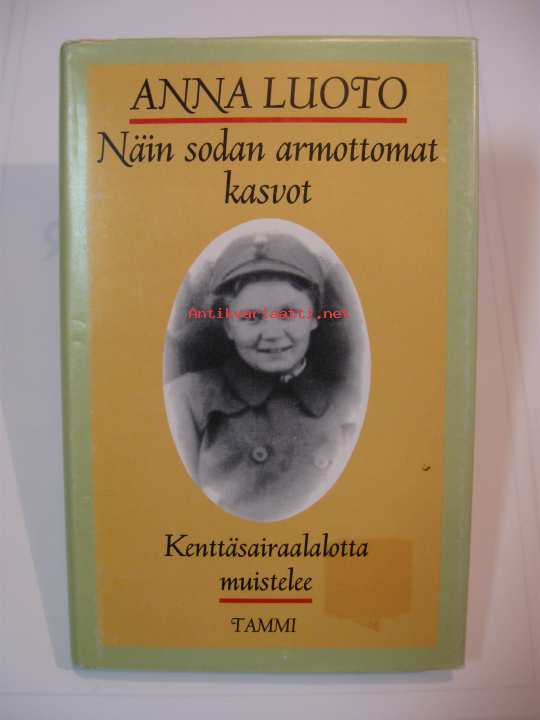 ANNA LUOTO
Näin sodan armottomat
kasvot
Antikvariaatti.net
Kenttäsairaalalotta
muistelee
TAMMI